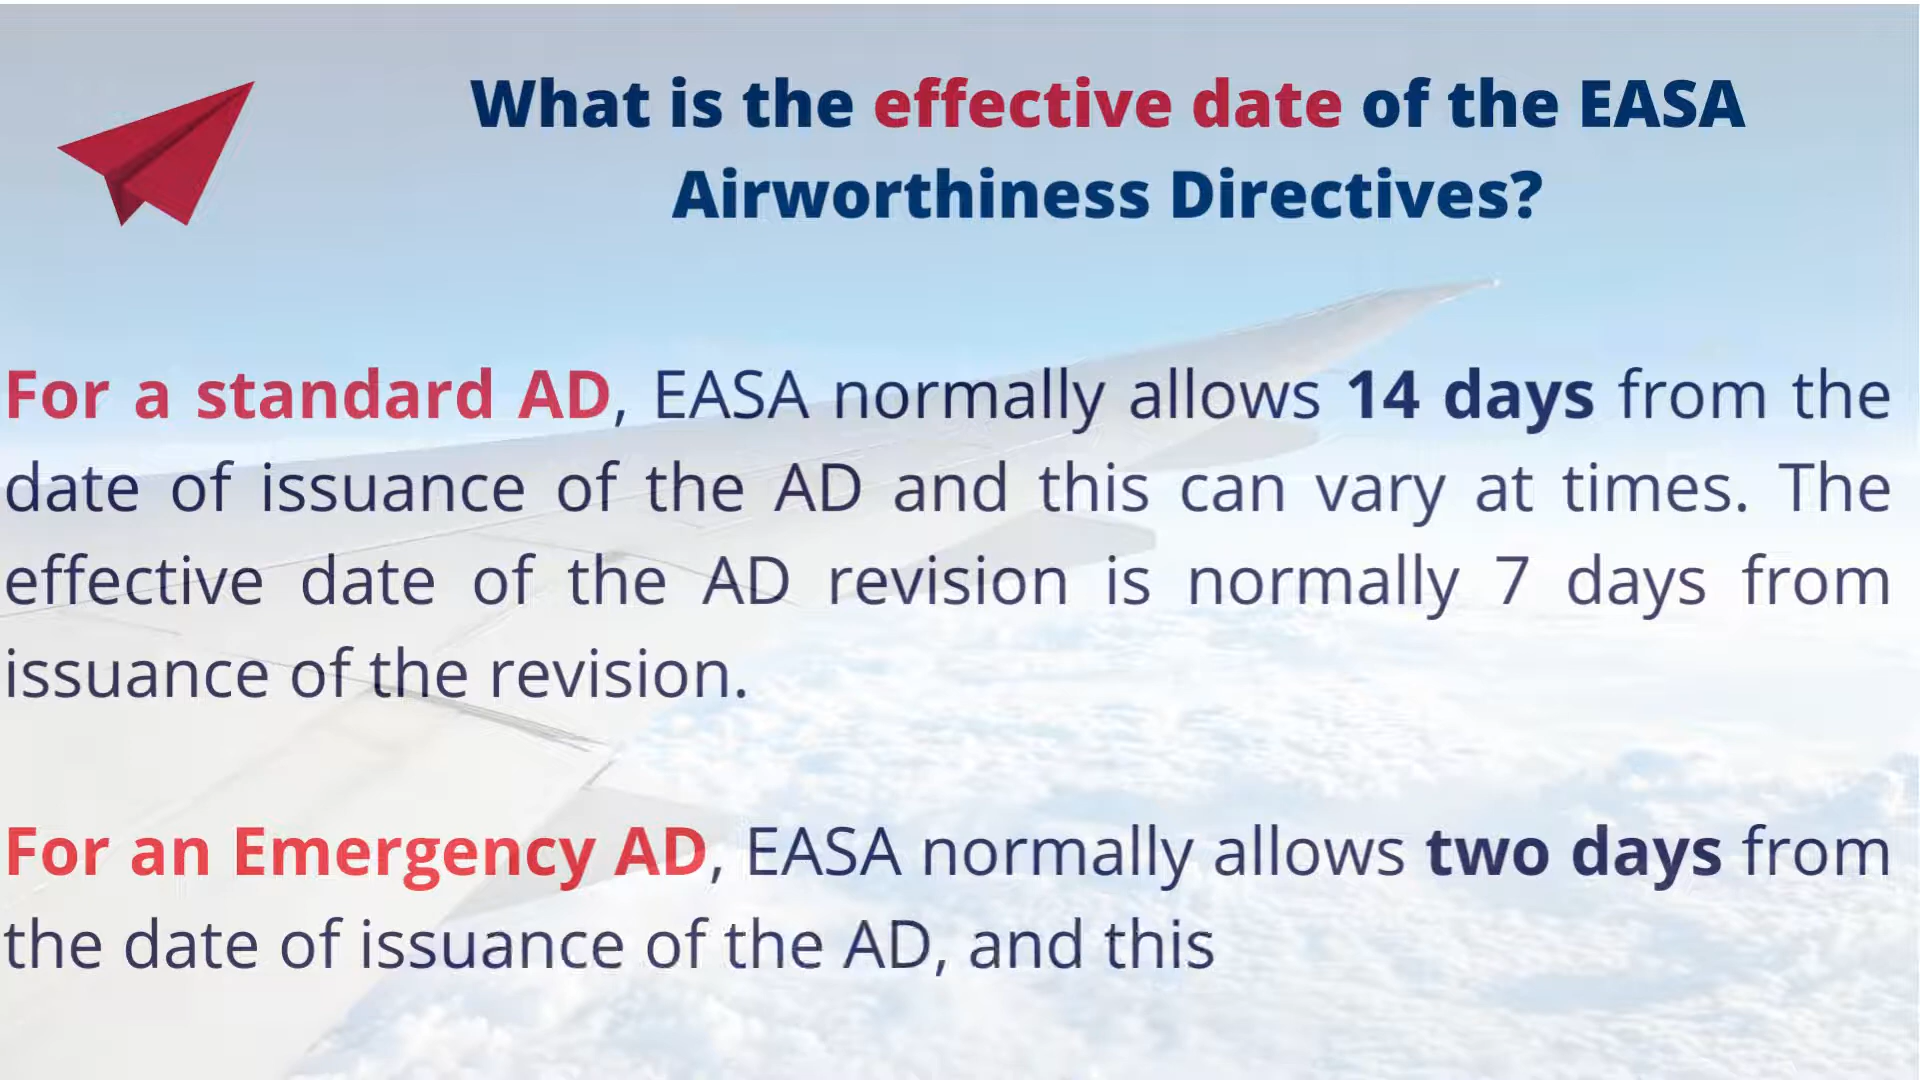 What is the effective date of the EASA
Airworthiness Directives?
For a standard AD, EASA normally allows 14 days from the
date of issuance of the AD and this can vary at times. The
effective date of the AD revision is normally 7 days from
issuance of the revision.
For an Emergency AD, EASA normally allows two days from
the date of issuance of the AD, and this